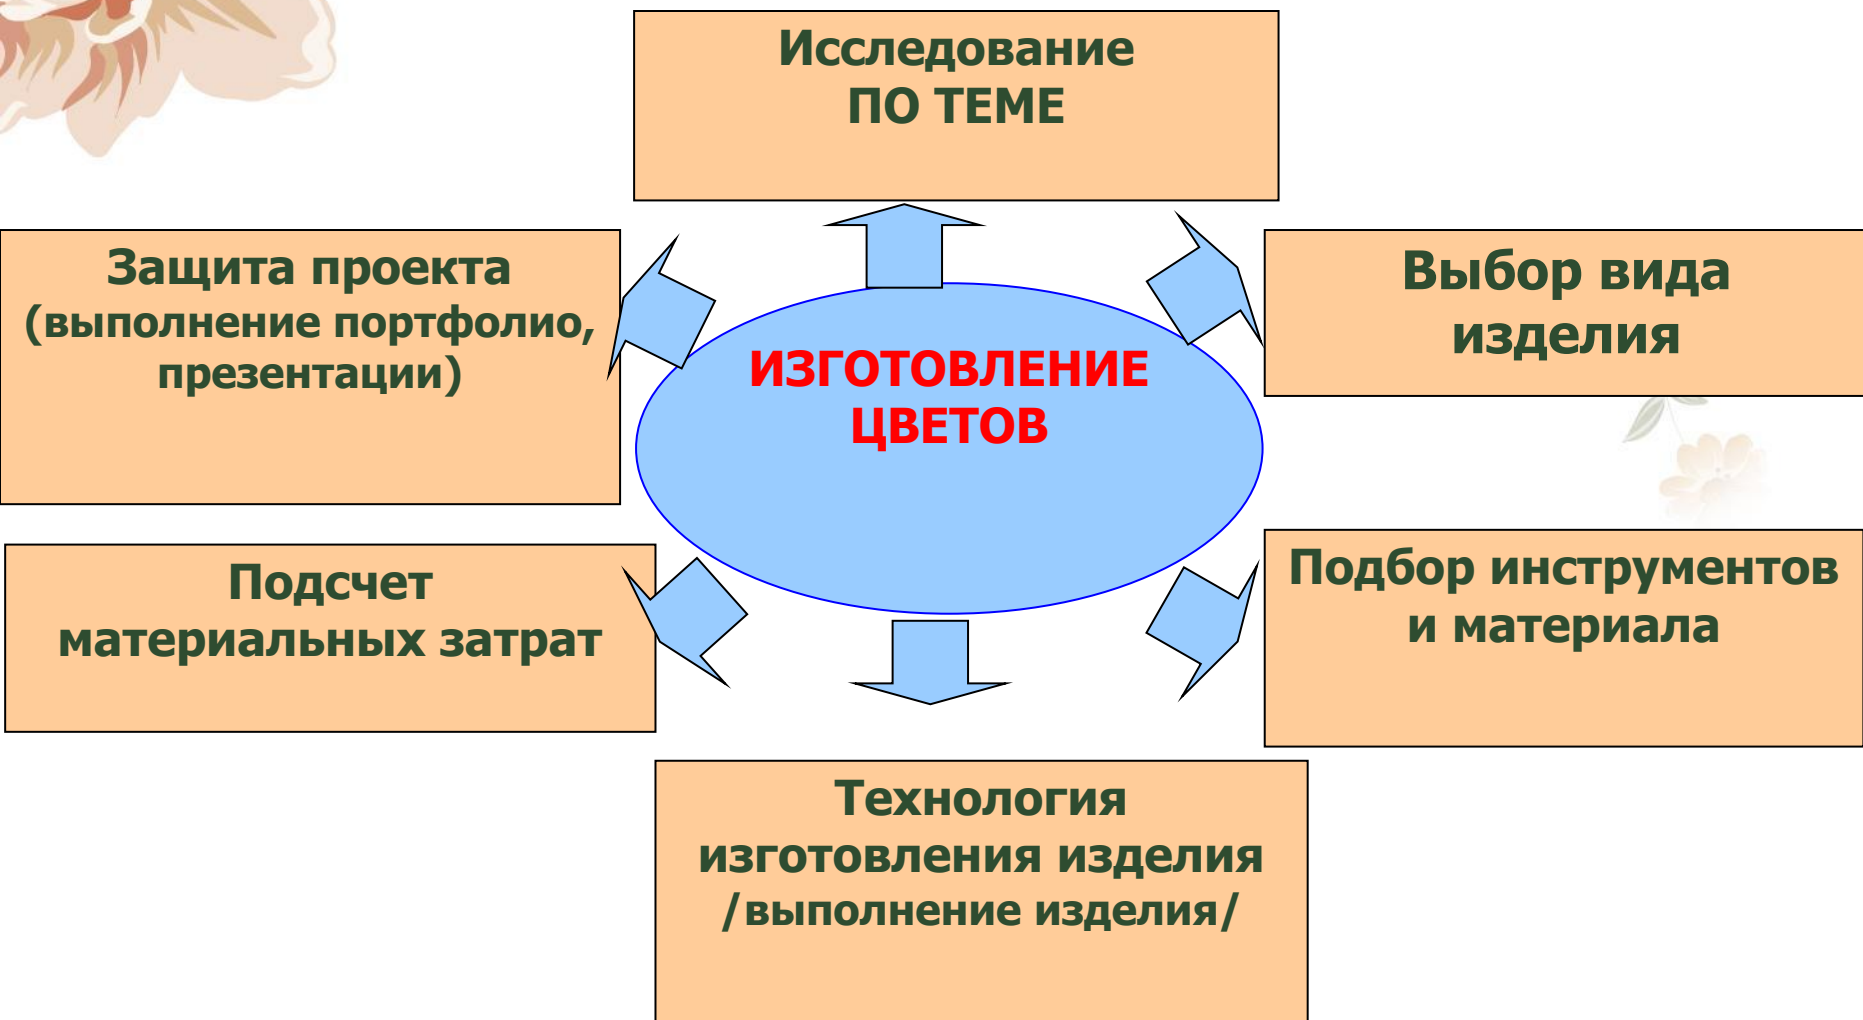 Исследование
ПО ТЕМЕ
Защита проекта
(выполнение портфолио,
презентации)
Выбор вида
изделия
ИЗГОТОВЛЕНИЕ
ЦВЕТОВ
Подсчет
материальных затрат
Подбор инструментов
и материала
Технология
изготовления изделия
/выполнение изделия/